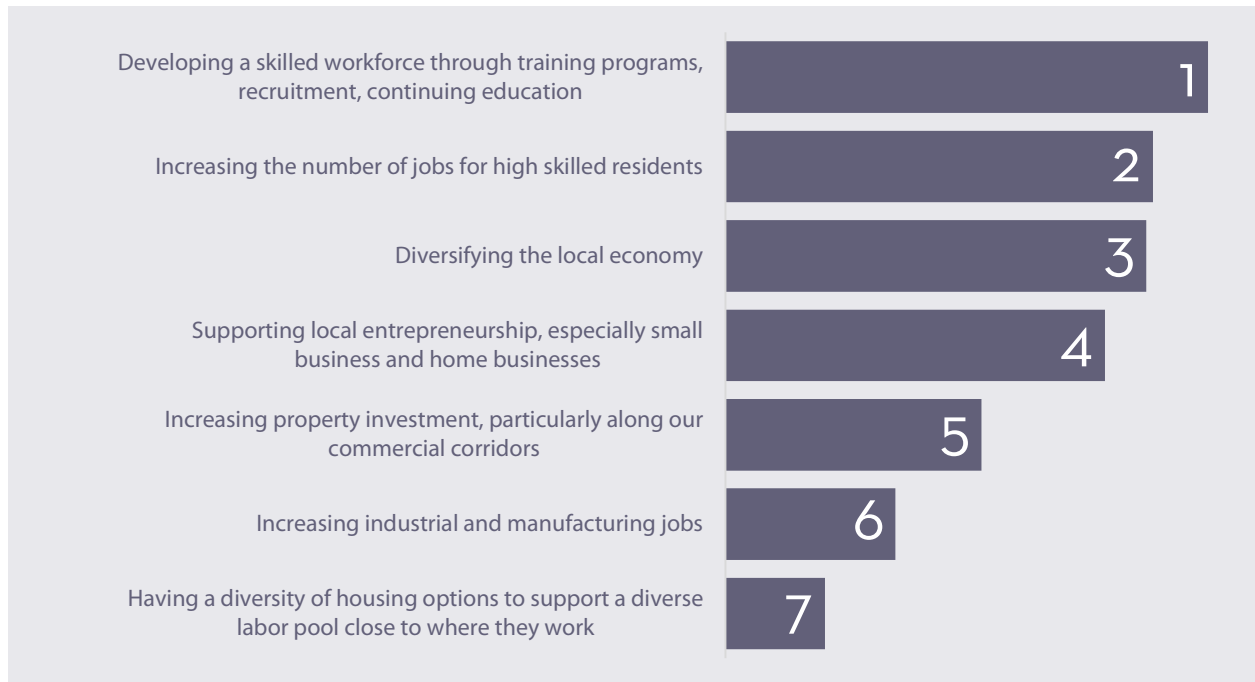 Developing a skilled workforce through training programs,
recruitment, continuing education
1
Increasing the number of jobs for high skilled residents
2
Diversifying the local economy
3
Supporting local entrepreneurship, especially small
business and home businesses
4
Increasing property investment, particularly along our
commercial corridors
5
Increasing industrial and manufacturing jobs
6
Having a diversity of housing options to support a diverse
labor pool close to where they work
7